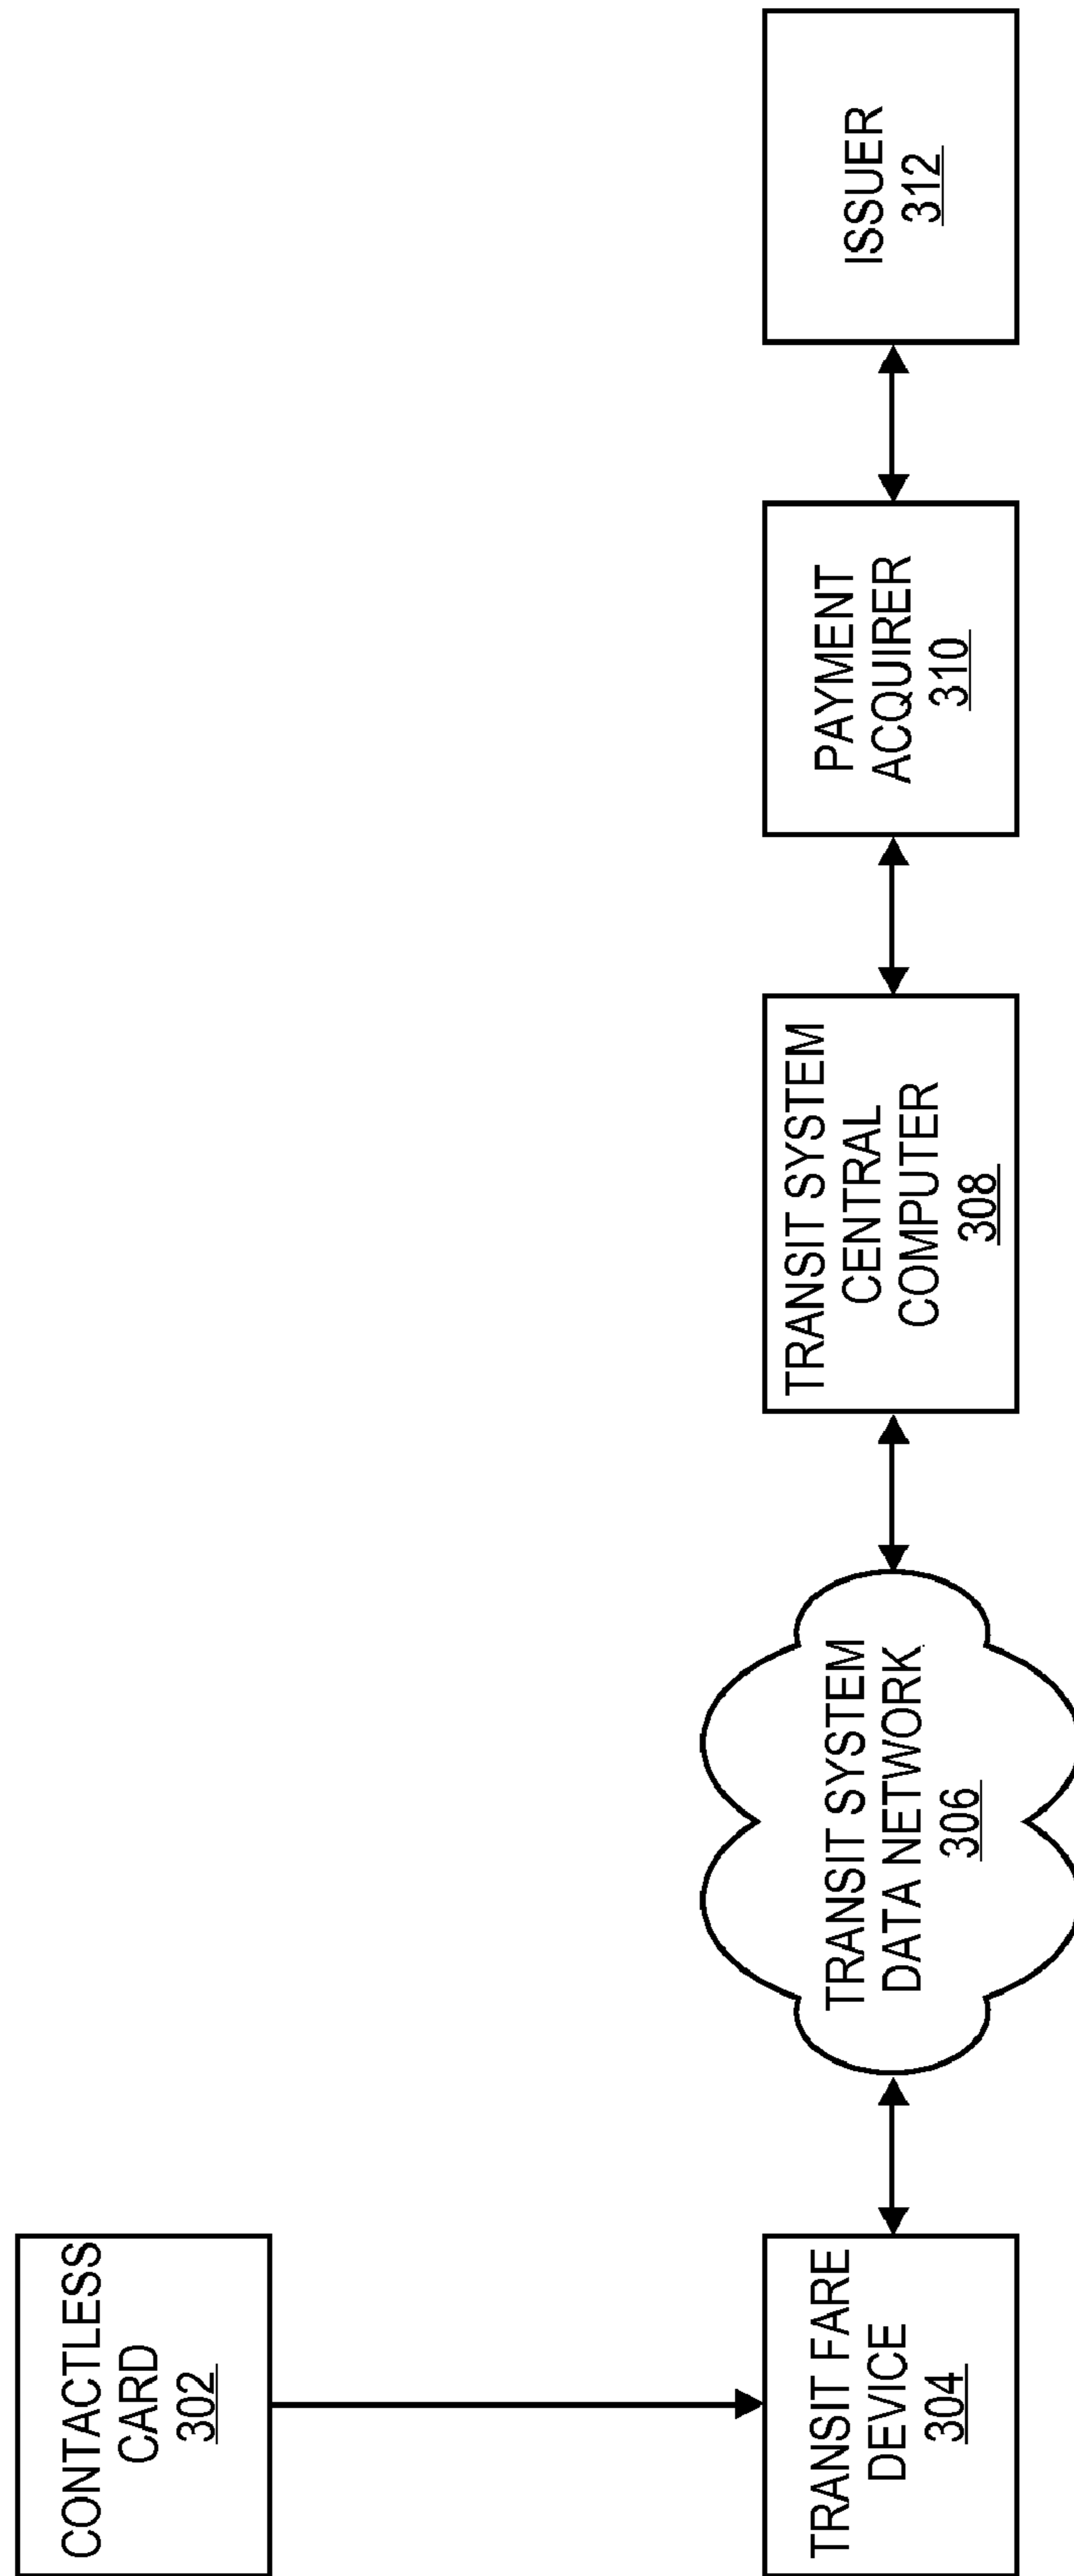 CONTACTLESS
CARD
302
TRANSIT FARE
DEVICE
304
TRANSIT SYSTEM
DATA NETWORK
306
TRANSIT SYSTEM
CENTRAL
COMPUTER
308
PAYMENT
ACQUIRER
310
ISSUER
312